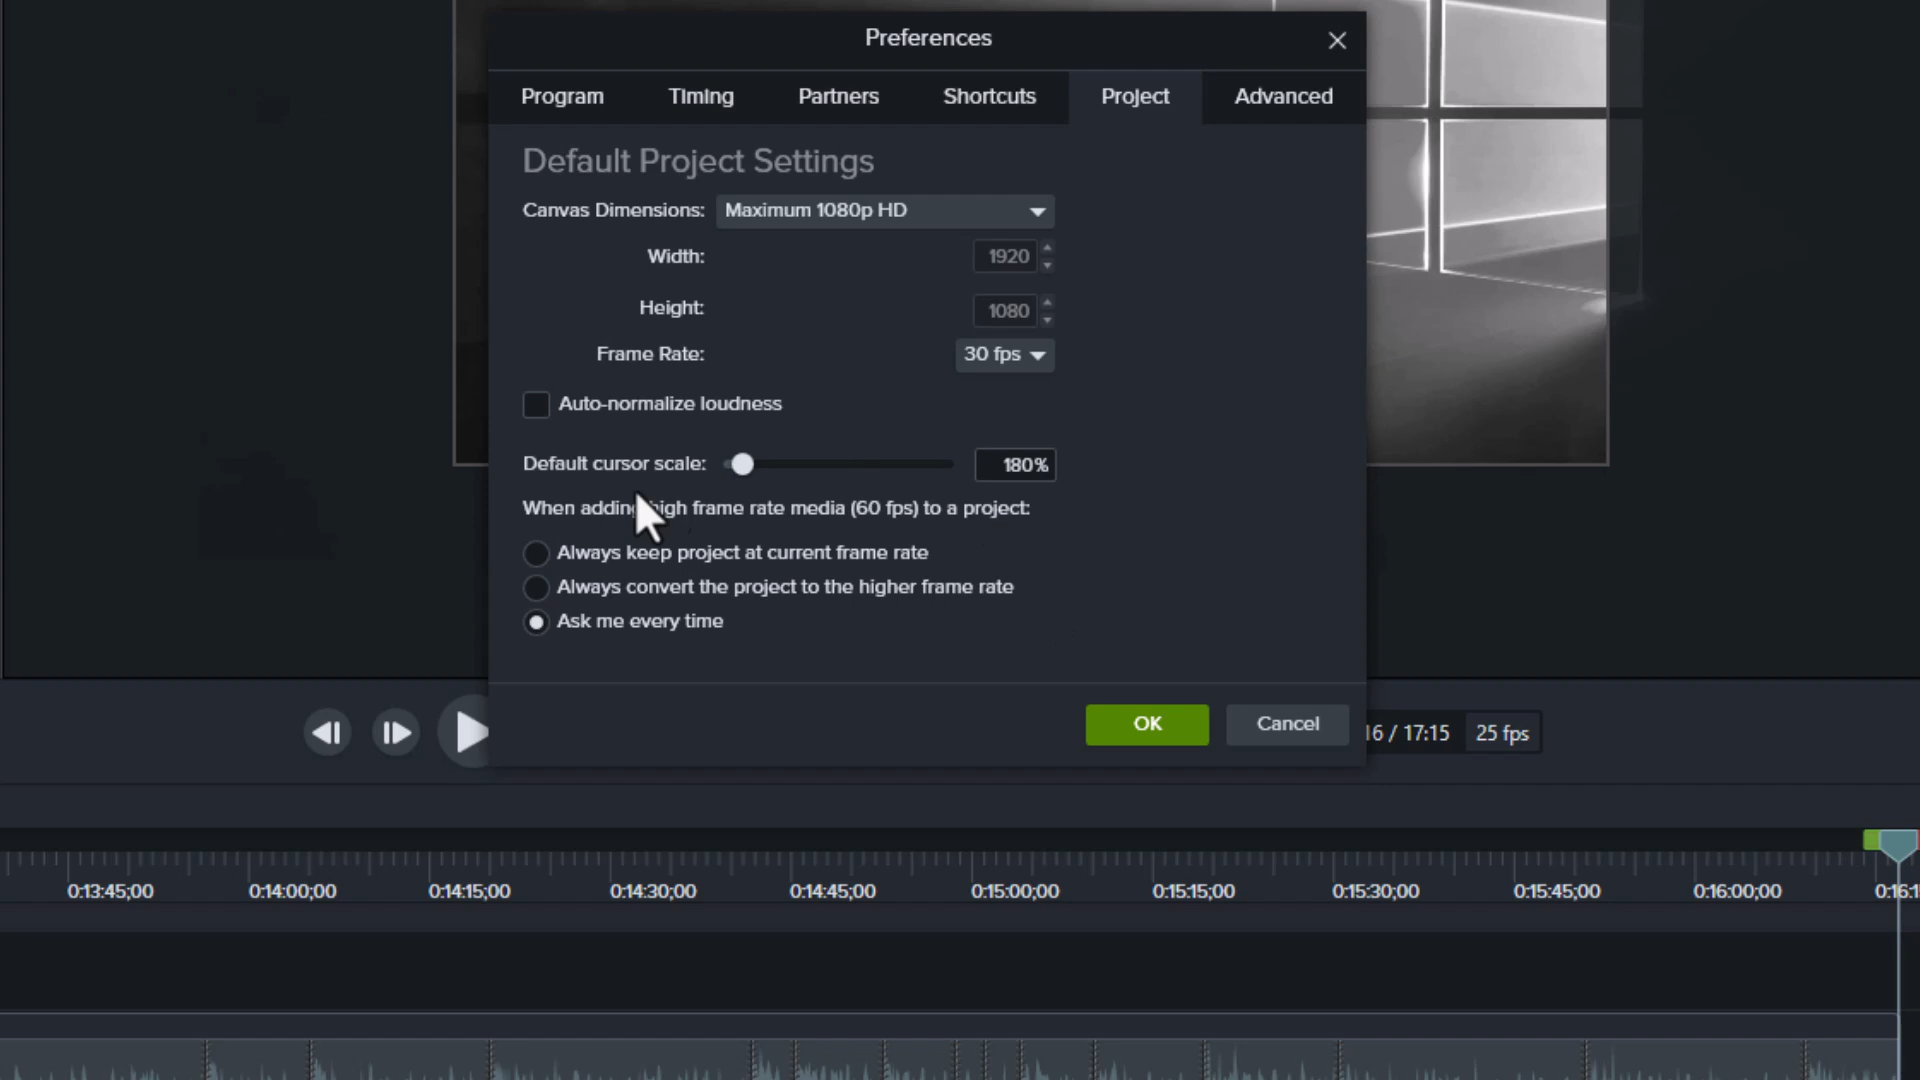 Preferences
Program Timing Partners Shortcuts Project Advanced
Default Project Settings
Canvas Dimensions: Maximum 1080p HD
Width: 1920
Height: 1080
Frame Rate: 30 fps
Auto-normalize loudness
Default cursor scale: 180%
When adding high frame rate media (60 fps) to a project:
Always keep project at current frame rate
Always convert the project to the higher frame rate
Ask me every time
OK Cancel
16 / 17:15 25 fps
0:13:45;00 0:14:00;00 0:14:15;00 0:14:30;00 0:14:45;00 0:15:00;00 0:15:15;00 0:15:30;00 0:15:45;00 0:16:00;00